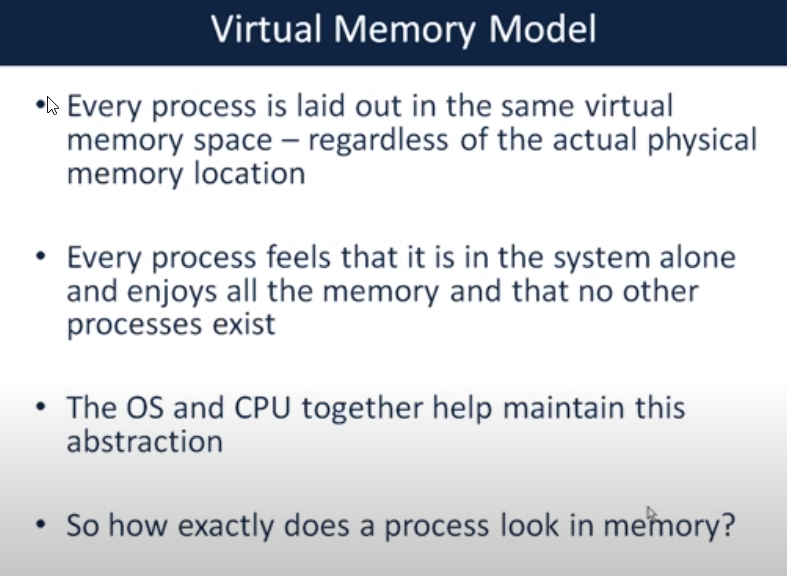 Virtual Memory Model
• Every process is laid out in the same virtual
memory space – regardless of the actual physical
memory location
• Every process feels that it is in the system alone
and enjoys all the memory and that no other
processes exist
• The OS and CPU together help maintain this
abstraction
• So how exactly does a process look in memory?